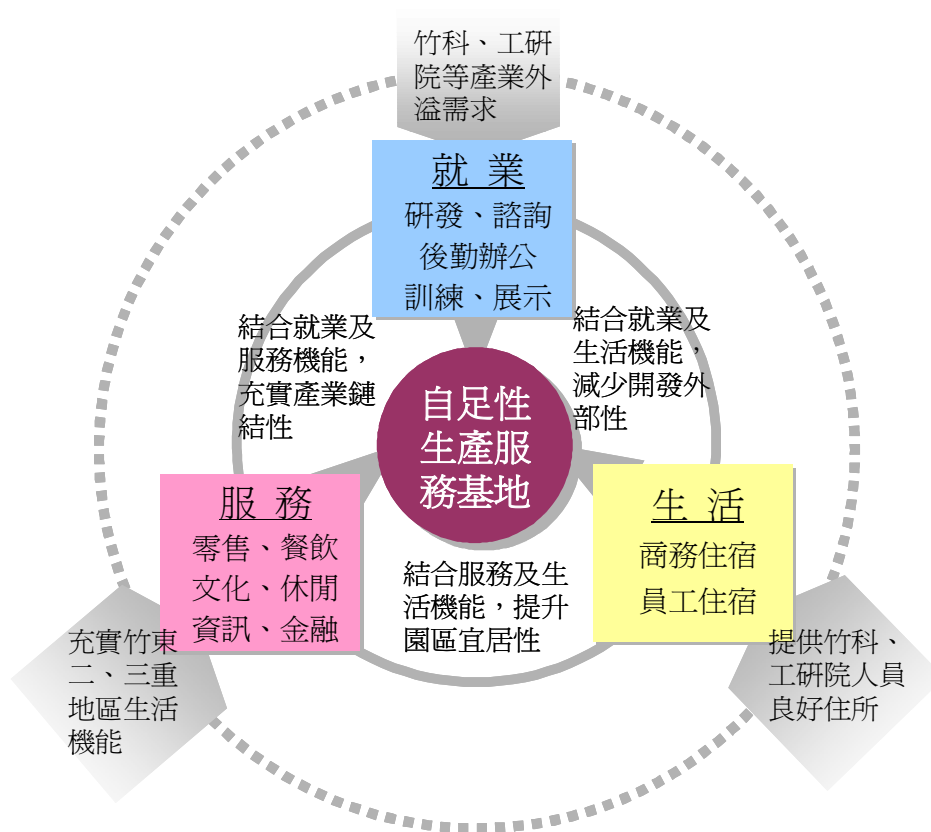 竹科、工研
院等產業外
溢需求
就 業
研發、諮詢
後勤辦公
訓練、展示
結合就業及
服務機能，
充實產業鏈
結性
結合就業及
生活機能，
減少開發外
部性
自足性
生產服
務基地
服 務
零售、餐飲
文化、休閒
資訊、金融
生 活
商務住宿
員工住宿
結合服務及生
活機能，提升
園區宜居性
充實竹東
二、三重
地區生活
機能
提供竹科、
工研院人員
良好住所